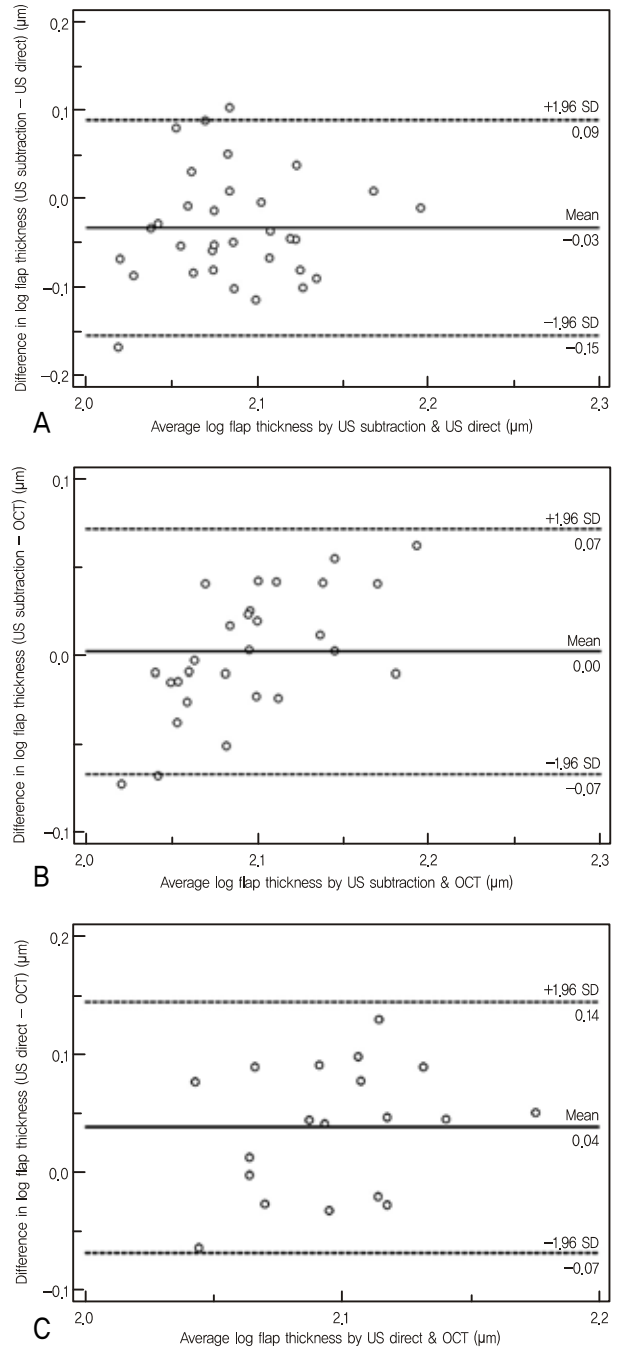 0.2
0.1
0.0
−0.1
−0.2
Difference in log flap thickness (US subtraction − US direct) (μm)
+1.96 SD
0.09
Mean
−0.03
−1.96 SD
−0.15
2.0 2.1 2.2 2.3
A
Average log flap thickness by US subtraction & US direct (μm)
0.1
0.0
−0.1
Difference in log flap thickness (US subtraction − OCT) (μm)
+1.96 SD
0.07
Mean
0.00
−1.96 SD
−0.07
2.0 2.1 2.2 2.3
B
Average log flap thickness by US subtraction & OCT (μm)
0.2
0.1
0.0
−0.1
Difference in log flap thickness (US direct − OCT) (μm)
+1.96 SD
0.14
Mean
0.04
−1.96 SD
−0.07
2.0 2.1 2.2
C
Average log flap thickness by US direct & OCT (μm)